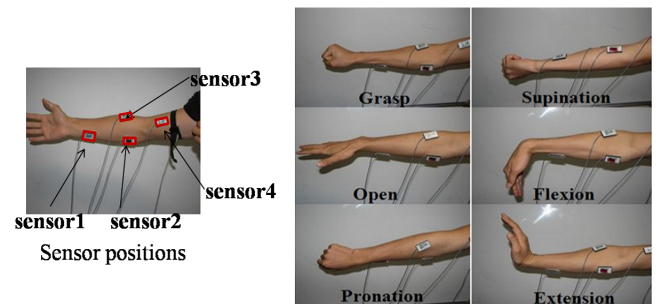 sensor3
sensor4
sensor1 sensor2
Sensor positions
Grasp Supination
Open Flexion
Pronation Extension